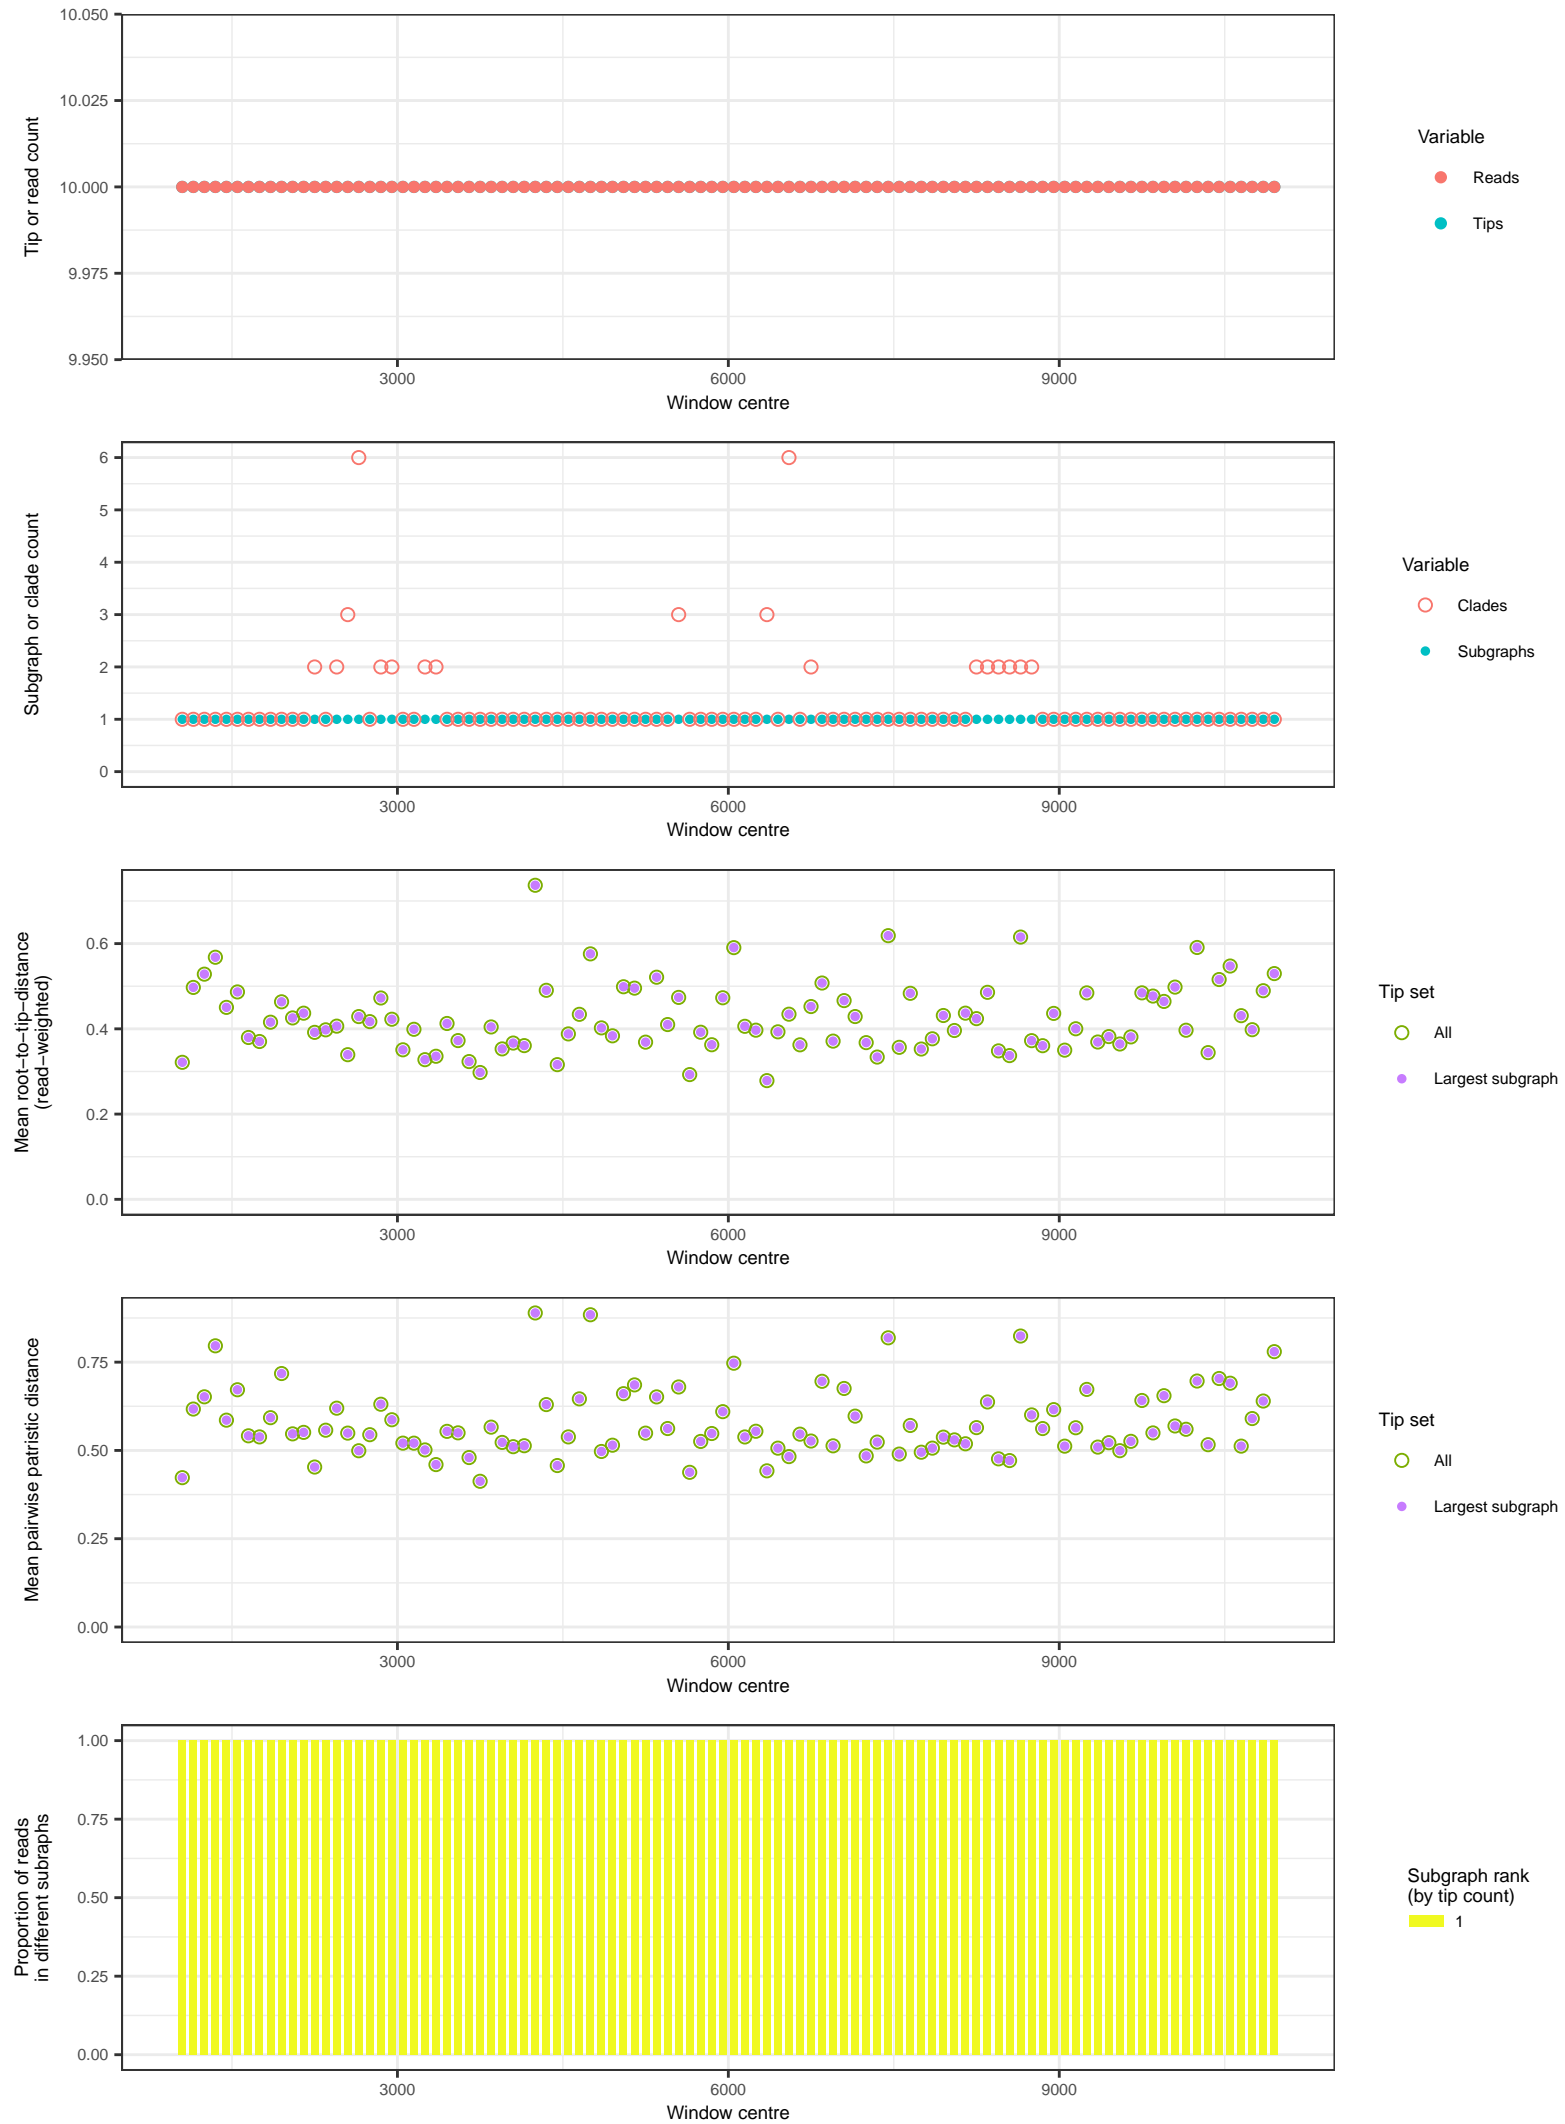 10.050
10.025
10.000
9.975
9.950
Tip or read count
3000
6000
9000
Window centre
Variable
Reads
Tips
6
5
4
3
2
1
0
Subgraph or clade count
3000
6000
9000
Window centre
Variable
Clades
Subgraphs
0.6
0.4
0.2
0.0
Mean root−to−tip−distance
(read−weighted)
3000
6000
9000
Window centre
Tip set
All
Largest subgraph
0.75
0.50
0.25
0.00
Mean pairwise patristic distance
3000
6000
9000
Window centre
Tip set
All
Largest subgraph
1.00
0.75
0.50
0.25
0.00
Proportion of reads
in different subraphs
3000
6000
9000
Window centre
Subgraph rank
(by tip count)
1